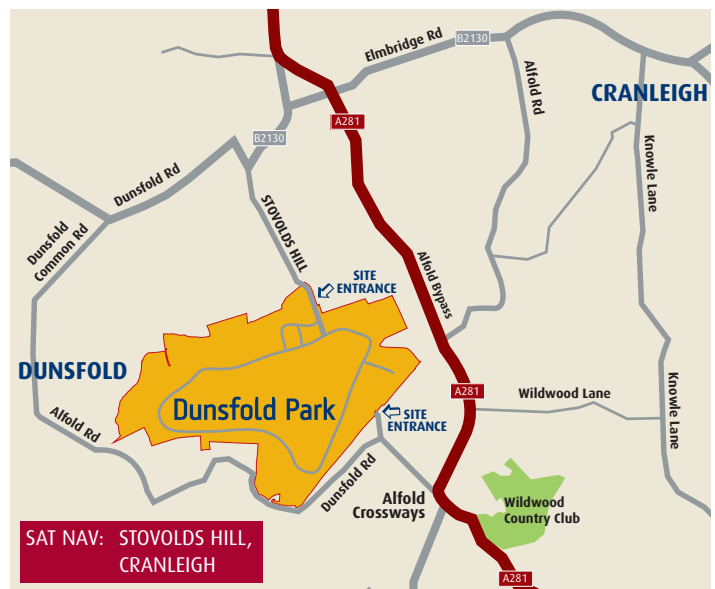 Elmbridge Rd
B2130
CRANLEIGH
Alfold Rd
A281
B2130
Knowle Lane
Dunsfold Rd
STOVOLDS HILL
Dunsfold
Common Rd
Alfold Bypass
SITE
ENTRANCE
DUNSFOLD
Dunsfold Park
A281
Wildwood Lane
Knowle Lane
SITE
ENTRANCE
Alfold Rd
Dunsfold Rd
Alfold
Crossways
Wildwood
Country Club
SAT NAV: STOVOLDS HILL,
CRANLEIGH
A281